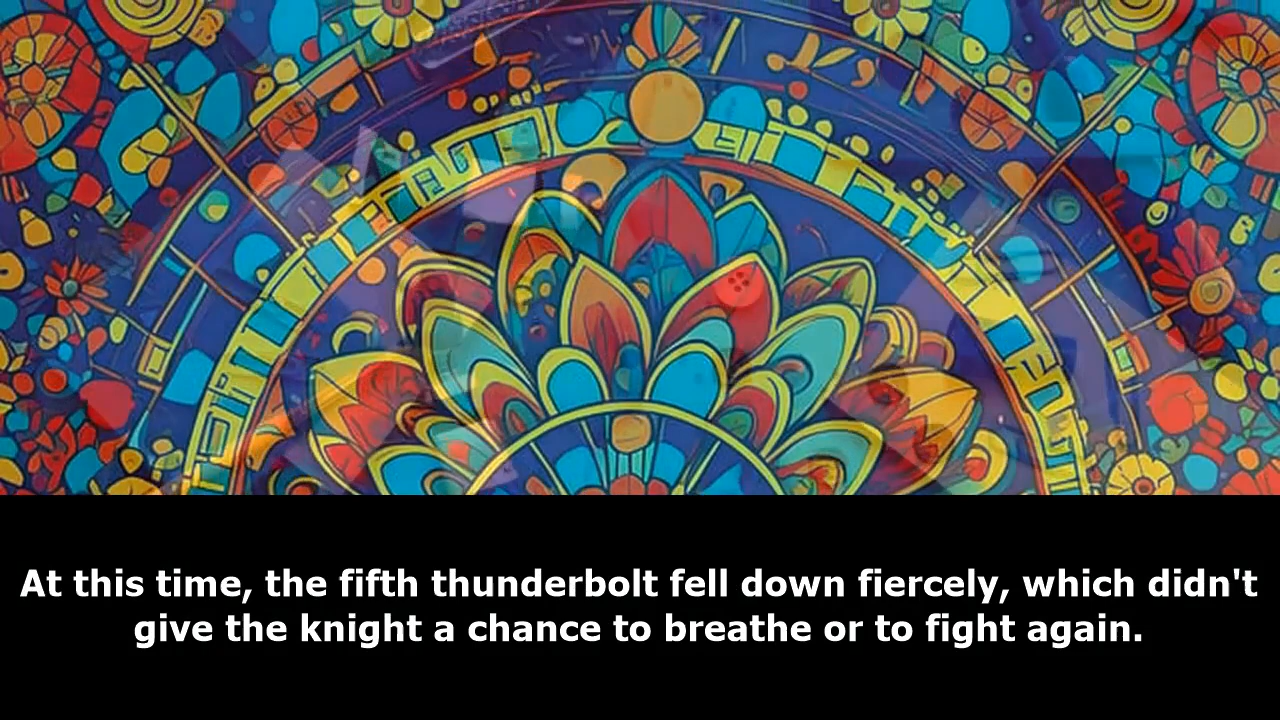 At this time, the fifth thunderbolt fell down fiercely, which didn't
give the knight a chance to breathe or to fight again.